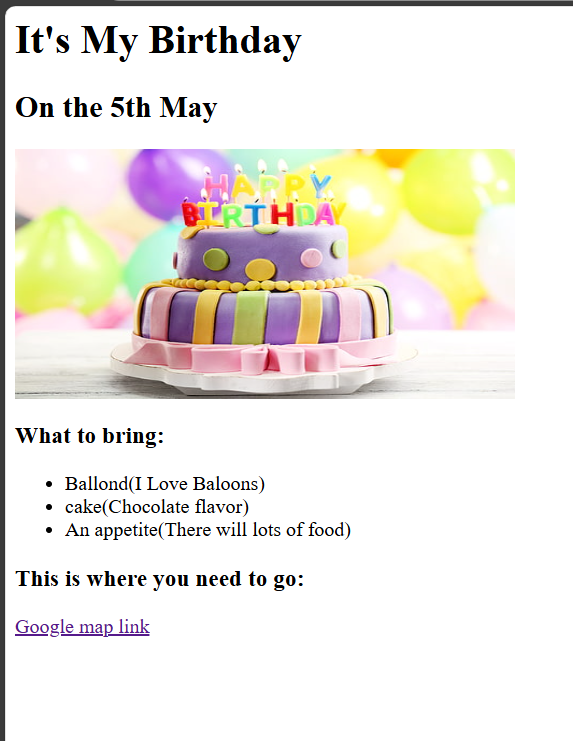 It's My Birthday
On the 5th May
HAPPY
BIRTHDAY
What to bring:
Ballond(I Love Baloons)
cake(Chocolate flavor)
An appetite(There will lots of food)
This is where you need to go:
Google map link